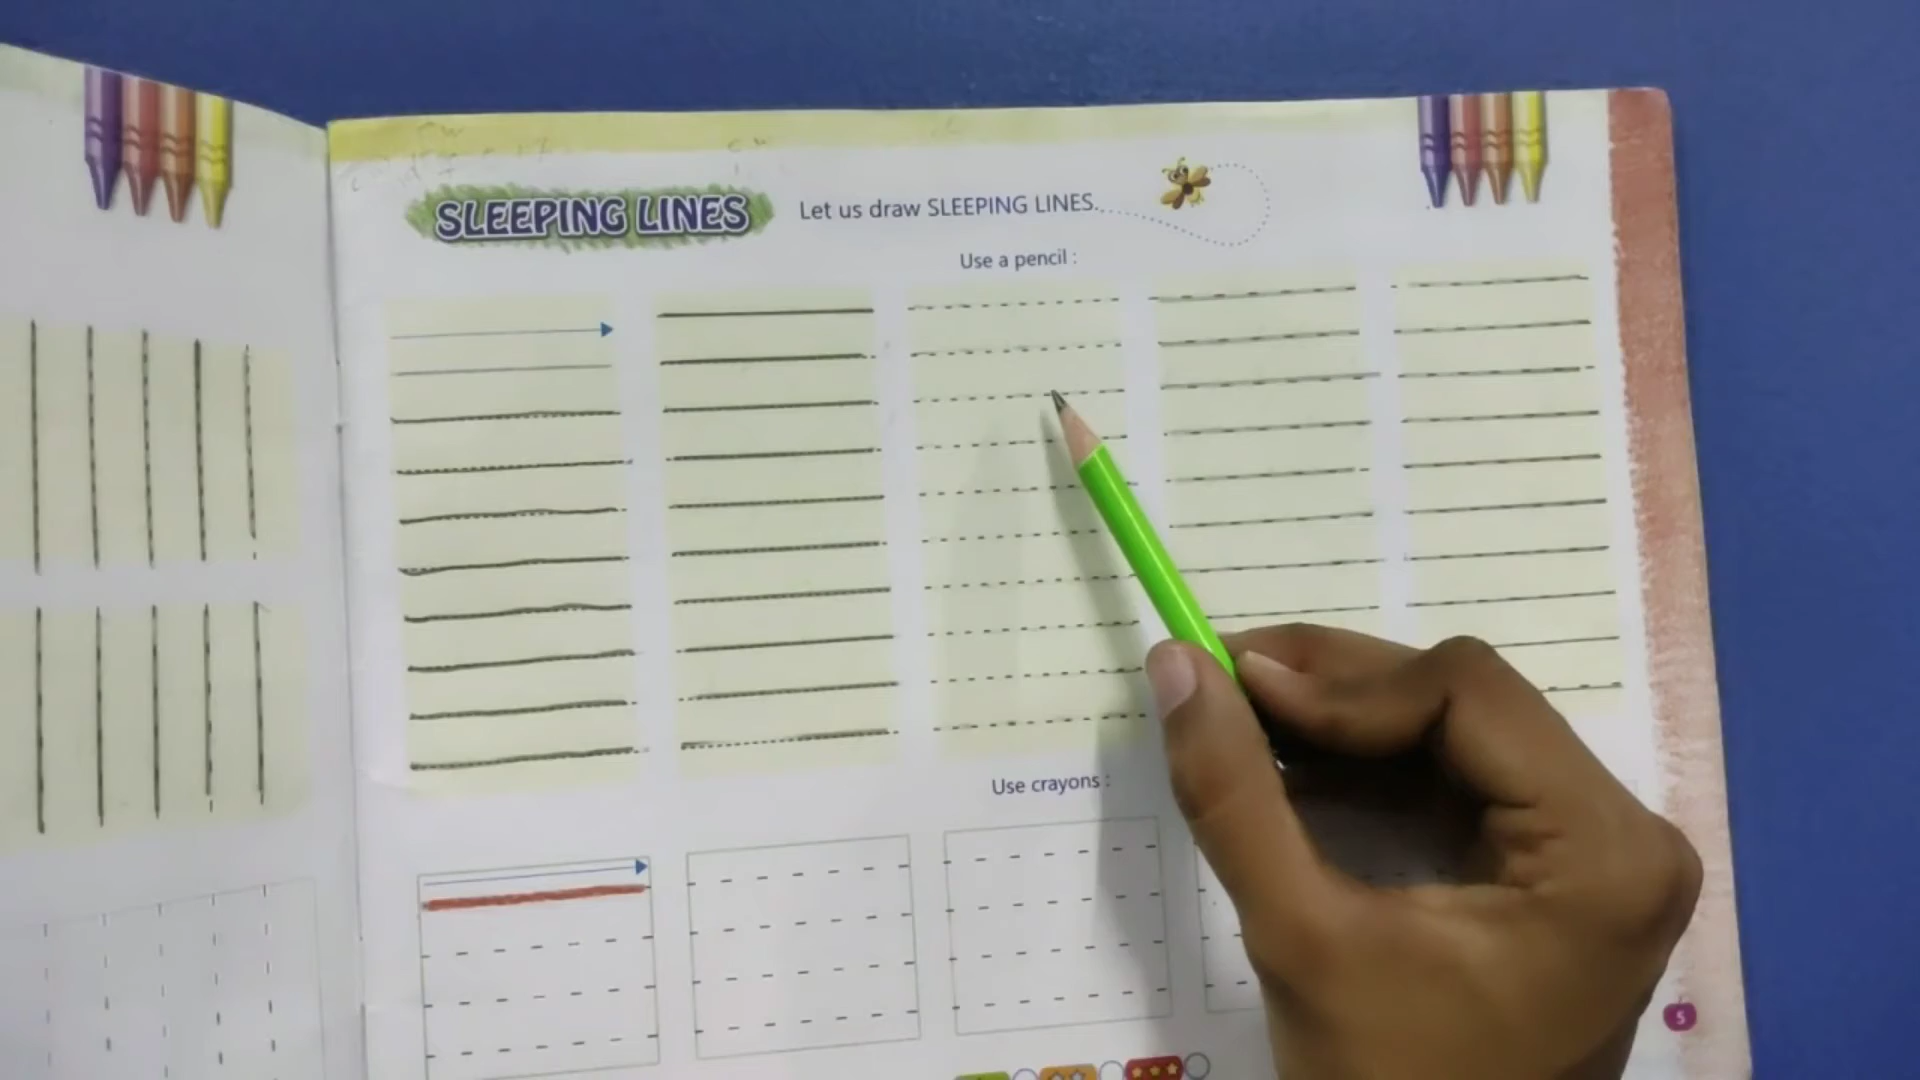 SLEEPING LINES
Let us draw SLEEPING LINES.
Use a pencil :
Use crayons :
5